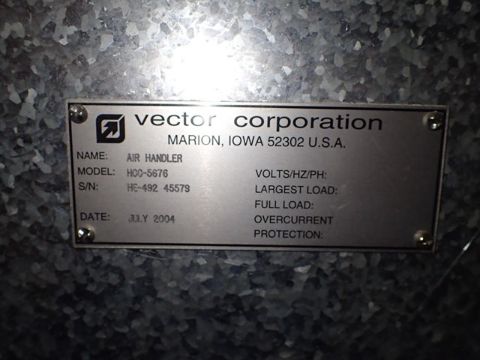 vector corporation
MARION, IOWA 52302 U.S.A.
NAME: AIR HANDLER
MODEL: HCC-5676
S/N: HE-492 45579
DATE: JULY 2004
VOLTS/HZ/PH:
LARGEST LOAD:
FULL LOAD:
OVERCURRENT
PROTECTION: